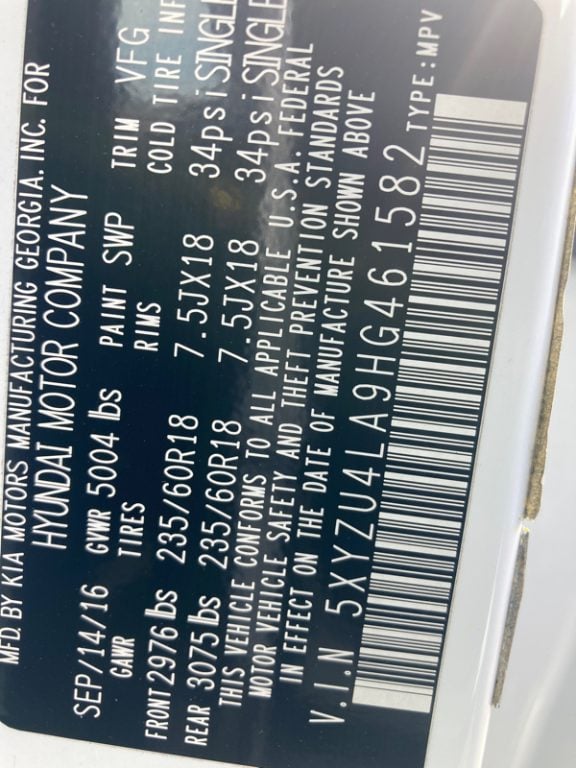 MFD. BY KIA MOTORS MANUFACTURING GEORGIA. INC. FOR
HYUNDAI MOTOR COMPANY
SEP/14/16 GVWR 5004 lbs PAINT SWP TRIM VFG
GAWR TIRES RIMS COLD TIRE INF
FRONT 2976 lbs 235/60R18 7.5JX18 34psi SINGLE
REAR 3075 lbs 235/60R18 7.5JX18 34psi SINGLE
THIS VEHICLE CONFORMS TO ALL APPLICABLE U.S.A. FEDERAL
MOTOR VEHICLE SAFETY AND THEFT PREVENTION STANDARDS
IN EFFECT ON THE DATE OF MANUFACTURE SHOWN ABOVE
V.I.N 5XYZU4LA9HG461582 TYPE:MPV